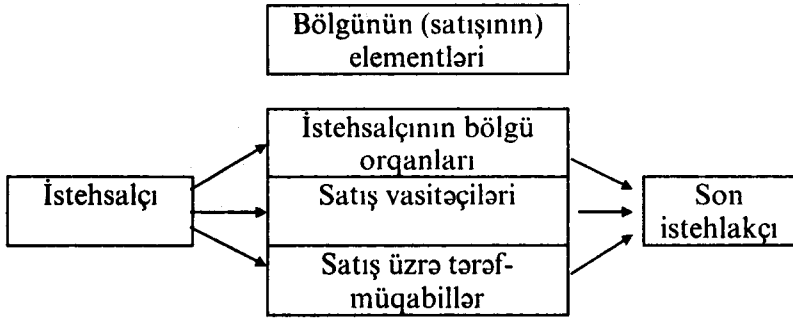 Bölgünün (satışının)
elementləri
İstehsalçının bölgü
orqanları
İstehsalçı
Satış vasitəçiləri
Son
istehlakçı
Satış üzrə tərəf-
müqabillər